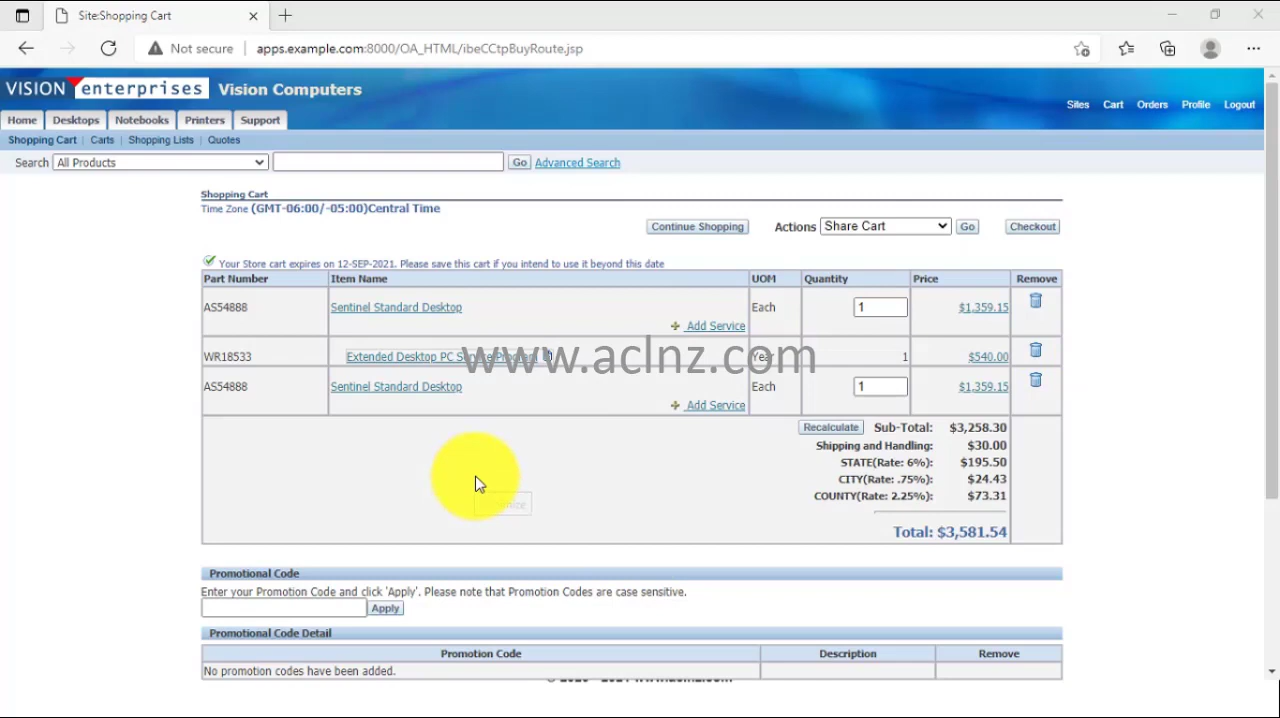 Site:Shopping Cart
Not secure apps.example.com:8000/OA_HTML/ibeCCtpBuyRoute.jsp
VISION enterprises Vision Computers
Sites Cart Orders Profile Logout
Home Desktops Notebooks Printers Support
Shopping Cart Carts Shopping Lists Quotes
Search All Products Go Advanced Search
Shopping Cart
Time Zone (GMT-06:00/-05:00)Central Time
Continue Shopping Actions Share Cart Go Checkout
Your Store cart expires on 12-SEP-2021. Please save this cart if you intend to use it beyond this date
Part Number Item Name UOM Quantity Price Remove
AS54888 Sentinel Standard Desktop Each 1 $1,359.15
Add Service
WR18533 Extended Desktop PC Service Program Year 1 $540.00
www.aclnz.com
AS54888 Sentinel Standard Desktop Each 1 $1,359.15
Add Service
Recalculate Sub-Total: $3,258.30
Shipping and Handling: $30.00
STATE(Rate: 6%): $195.50
CITY(Rate: .75%): $24.43
COUNTY(Rate: 2.25%): $73.31
Total: $3,581.54
Promotional Code
Enter your Promotion Code and click 'Apply'. Please note that Promotion Codes are case sensitive.
Apply
Promotional Code Detail
Promotion Code Description Remove
No promotion codes have been added.